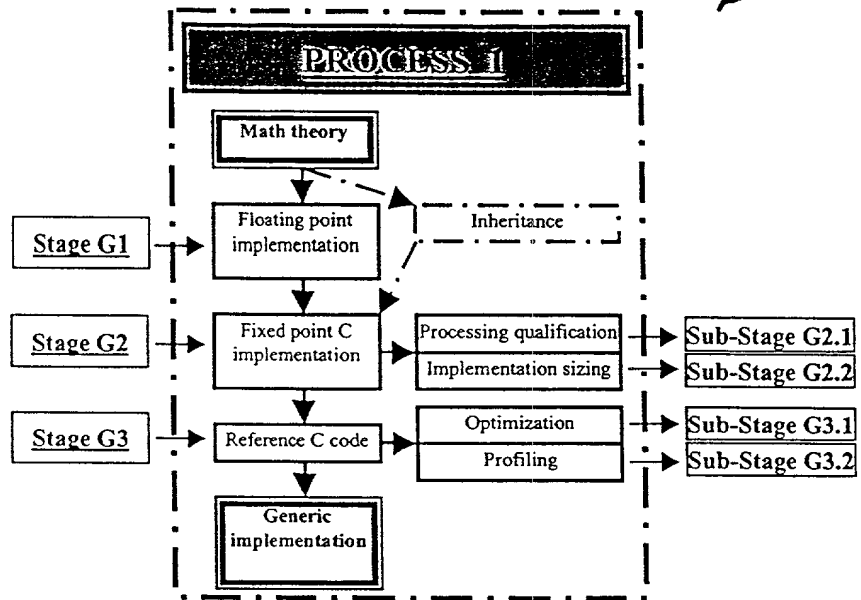 PROCESS 1
Math theory
Floating point
implementation
Inheritance
Stage G1
Fixed point C
implementation
Stage G2
Processing qualification
Implementation sizing
Sub-Stage G2.1
Sub-Stage G2.2
Stage G3
Reference C code
Optimization
Profiling
Sub-Stage G3.1
Sub-Stage G3.2
Generic
implementation